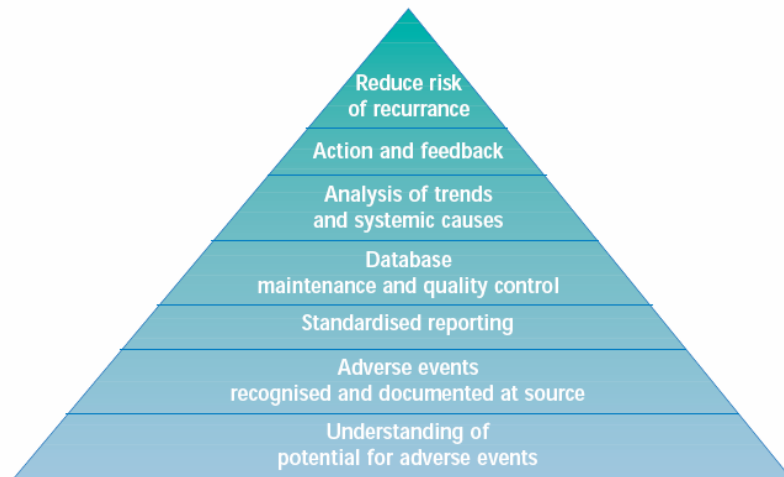 Reduce risk
of recurrance
Action and feedback
Analysis of trends
and systemic causes
Database
maintenance and quality control
Standardised reporting
Adverse events
recognised and documented at source
Understanding of
potential for adverse events